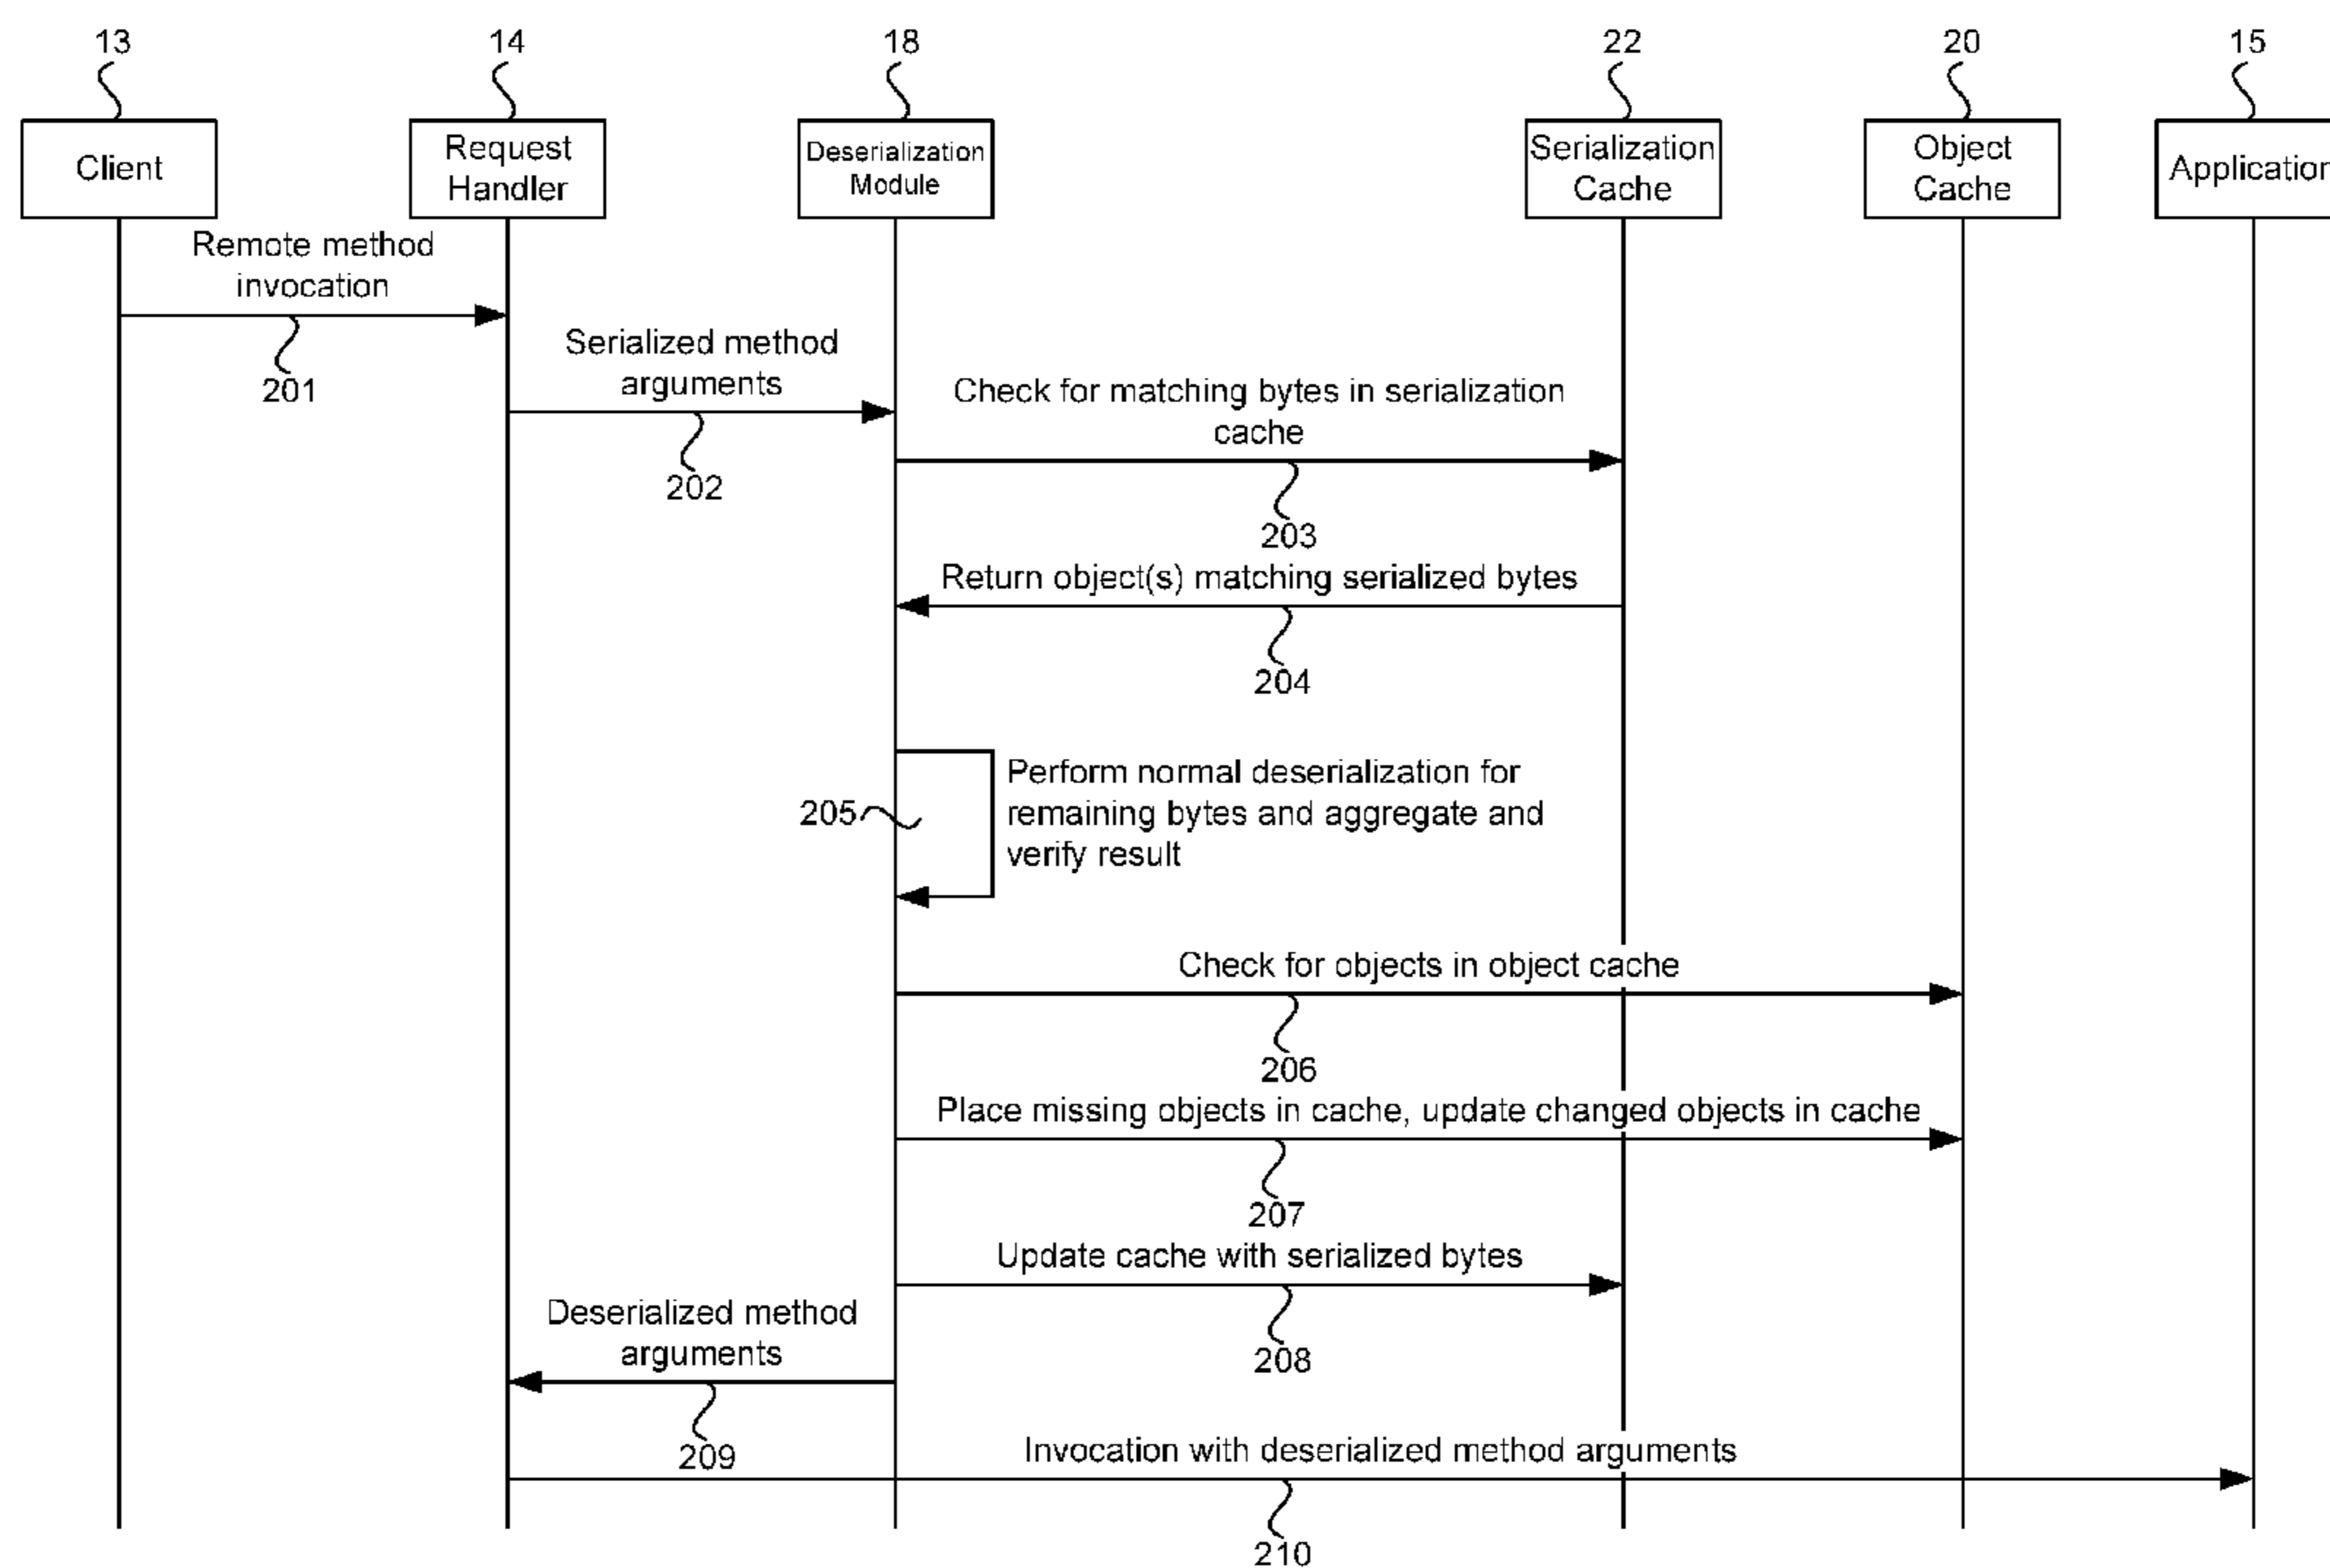 13
14
18
22
20
15
Client
Request
Handler
Deserialization
Module
Serialization
Cache
Object
Cache
Application
Remote method
invocation
201
Serialized method
arguments
202
Check for matching bytes in serialization
cache
203
Return object(s) matching serialized bytes
204
205
Perform normal deserialization for
remaining bytes and aggregate and
verify result
Check for objects in object cache
206
Place missing objects in cache, update changed objects in cache
207
Update cache with serialized bytes
208
Deserialized method
arguments
209
Invocation with deserialized method arguments
210